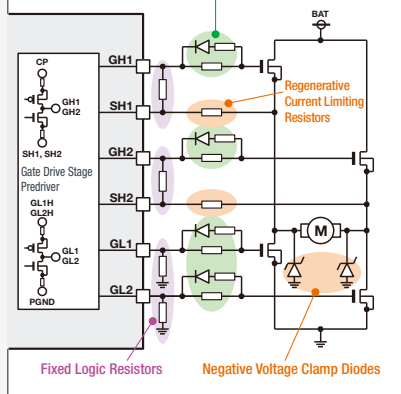 BAT
CP
GH1
GH2
SH1, SH2
Gate Drive Stage
Predriver
GL1H
GL2H
GL1
GL2
PGND
GH1
SH1
GH2
SH2
GL1
GL2
Regenerative
Current Limiting
Resistors
M
Fixed Logic Resistors
Negative Voltage Clamp Diodes